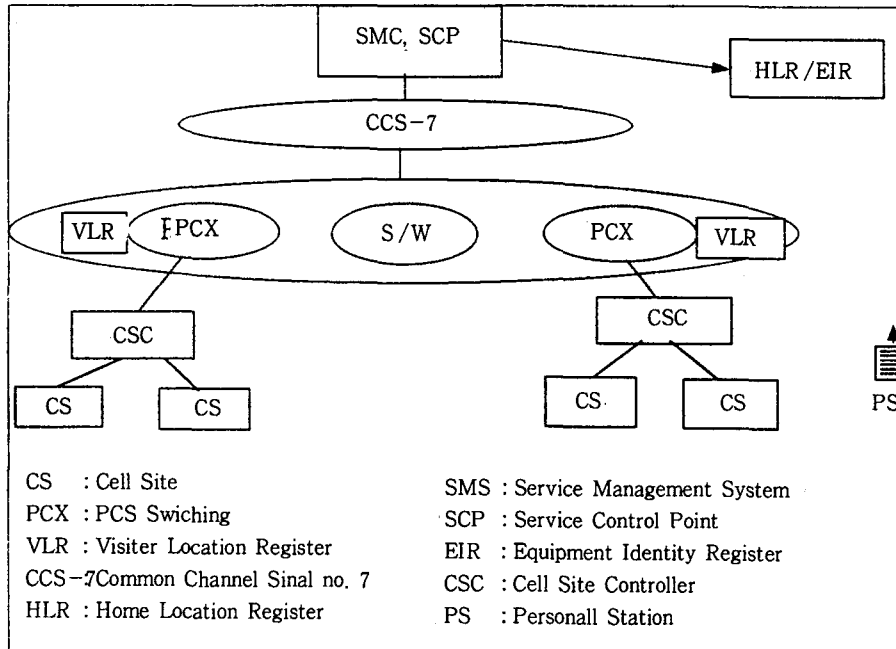 SMC, SCP
HLR/EIR
CCS-7
VLR PCX S/W PCX VLR
CSC CSC
CS CS CS CS
PS
CS : Cell Site
PCX : PCS Swiching
VLR : Visiter Location Register
CCS-7Common Channel Sinal no. 7
HLR : Home Location Register
SMS : Service Management System
SCP : Service Control Point
EIR : Equipment Identity Register
CSC : Cell Site Controller
PS : Personall Station